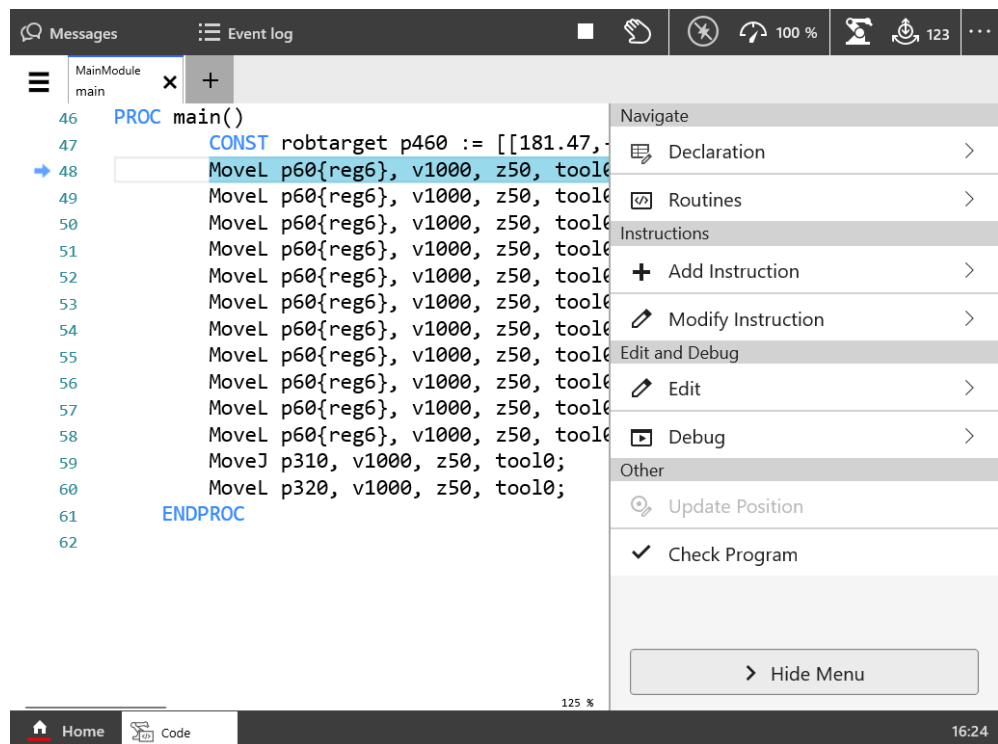 Messages
Event log
100 %
123
MainModule
main
46 PROC main()
47 CONST robtarget p460 := [[181.47,-
48 MoveL p60{reg6}, v1000, z50, tool0
49 MoveL p60{reg6}, v1000, z50, tool0
50 MoveL p60{reg6}, v1000, z50, tool0
51 MoveL p60{reg6}, v1000, z50, tool0
52 MoveL p60{reg6}, v1000, z50, tool0
53 MoveL p60{reg6}, v1000, z50, tool0
54 MoveL p60{reg6}, v1000, z50, tool0
55 MoveL p60{reg6}, v1000, z50, tool0
56 MoveL p60{reg6}, v1000, z50, tool0
57 MoveL p60{reg6}, v1000, z50, tool0
58 MoveL p60{reg6}, v1000, z50, tool0
59 MoveJ p310, v1000, z50, tool0;
60 MoveL p320, v1000, z50, tool0;
61 ENDPROC
62
125 %
Navigate
Declaration
Routines
Instructions
Add Instruction
Modify Instruction
Edit and Debug
Edit
Debug
Other
Update Position
Check Program
Hide Menu
Home
Code
16:24